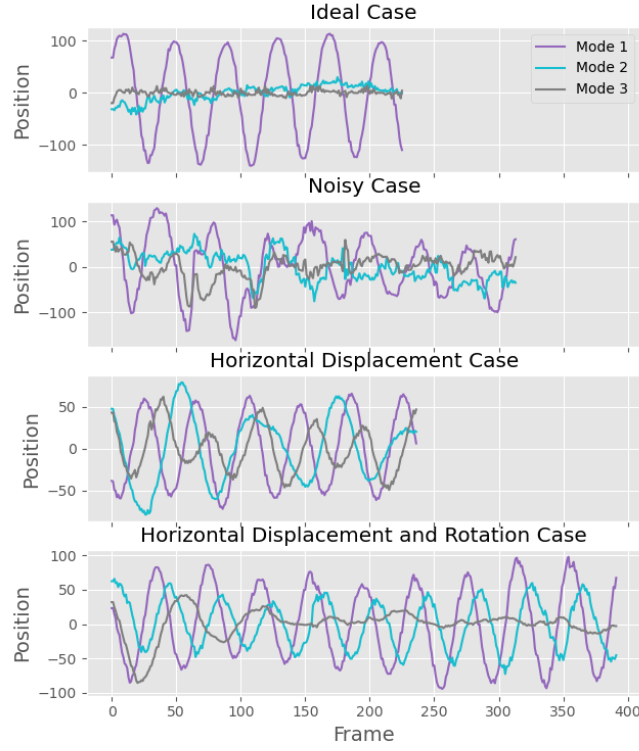 Ideal Case
100
0
−100
Position
Mode 1
Mode 2
Mode 3
Noisy Case
100
0
−100
Position
Horizontal Displacement Case
50
0
−50
Position
Horizontal Displacement and Rotation Case
100
50
0
−50
−100
Position
0 50 100 150 200 250 300 350 400
Frame